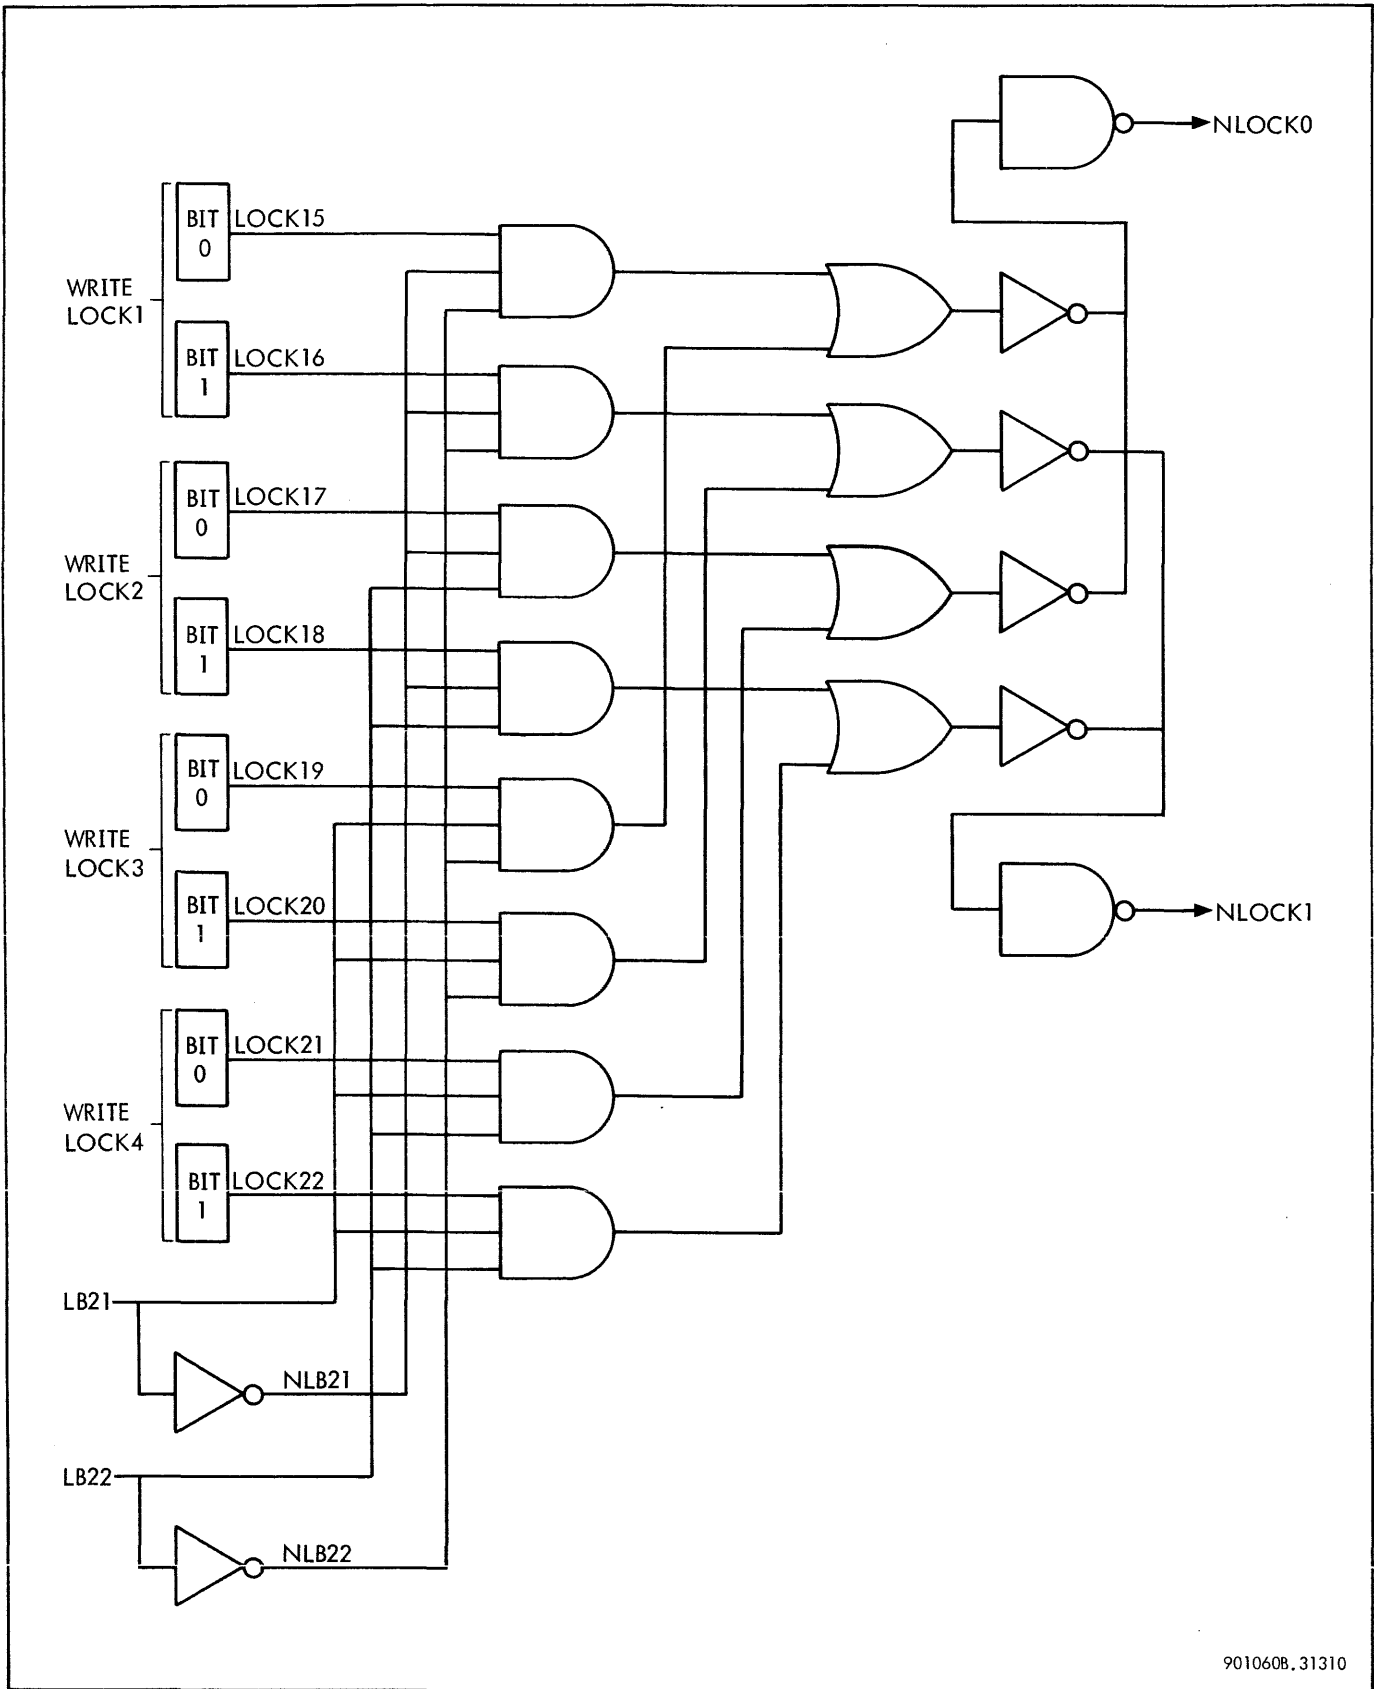 NLOCK0
WRITE
LOCK1
BIT
0
LOCK15
BIT
1
LOCK16
WRITE
LOCK2
BIT
0
LOCK17
BIT
1
LOCK18
WRITE
LOCK3
BIT
0
LOCK19
BIT
1
LOCK20
NLOCK1
WRITE
LOCK4
BIT
0
LOCK21
BIT
1
LOCK22
LB21
NLB21
LB22
NLB22
901060B.31310